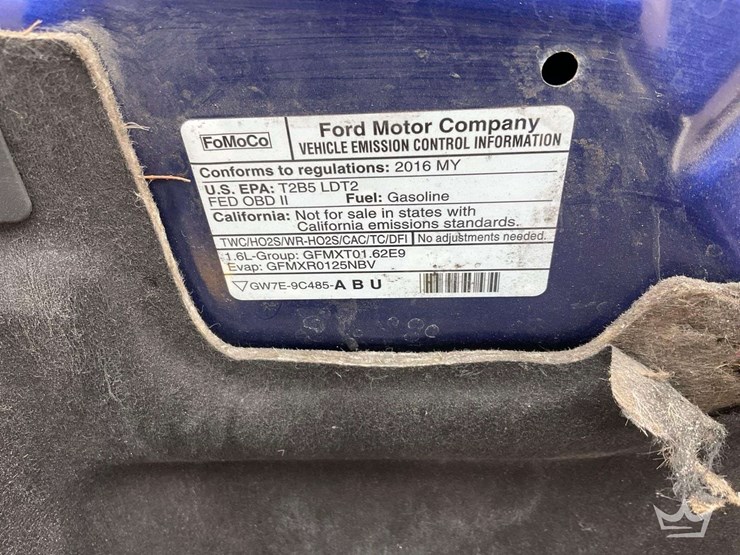 FoMoCo
Ford Motor Company
VEHICLE EMISSION CONTROL INFORMATION
Conforms to regulations: 2016 MY
U.S. EPA: T2B5 LDT2
FED OBD II Fuel: Gasoline
California: Not for sale in states with
California emissions standards.
TWC/HO2S/WR-HO2S/CAC/TC/DFI No adjustments needed.
1.6L-Group: GFMXT01.62E9
Evap: GFMXR0125NBV
GW7E-9C485-A B U